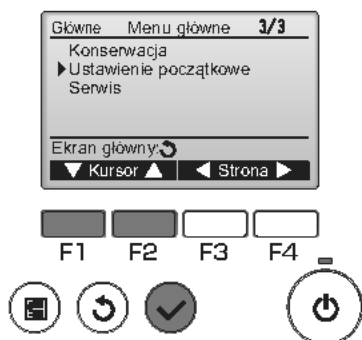 Główne Menu główne 3/3
Konserwacja
▶Ustawienie początkowe
Serwis
Ekran główny:↺
▼ Kursor ▲ ◀ Strona ▶
F1 F2 F3 F4